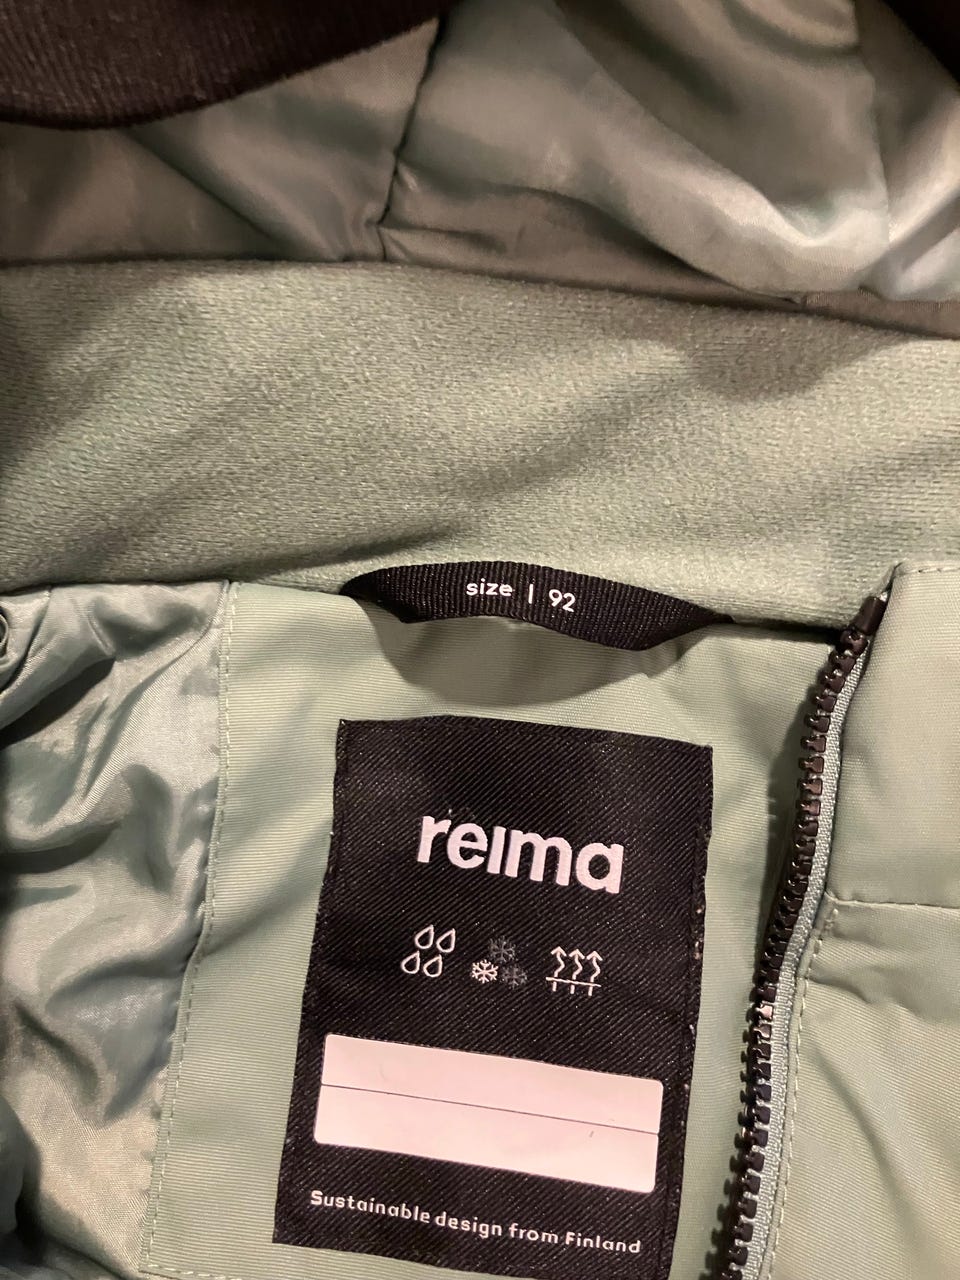 size | 92
reima
Sustainable design from Finland